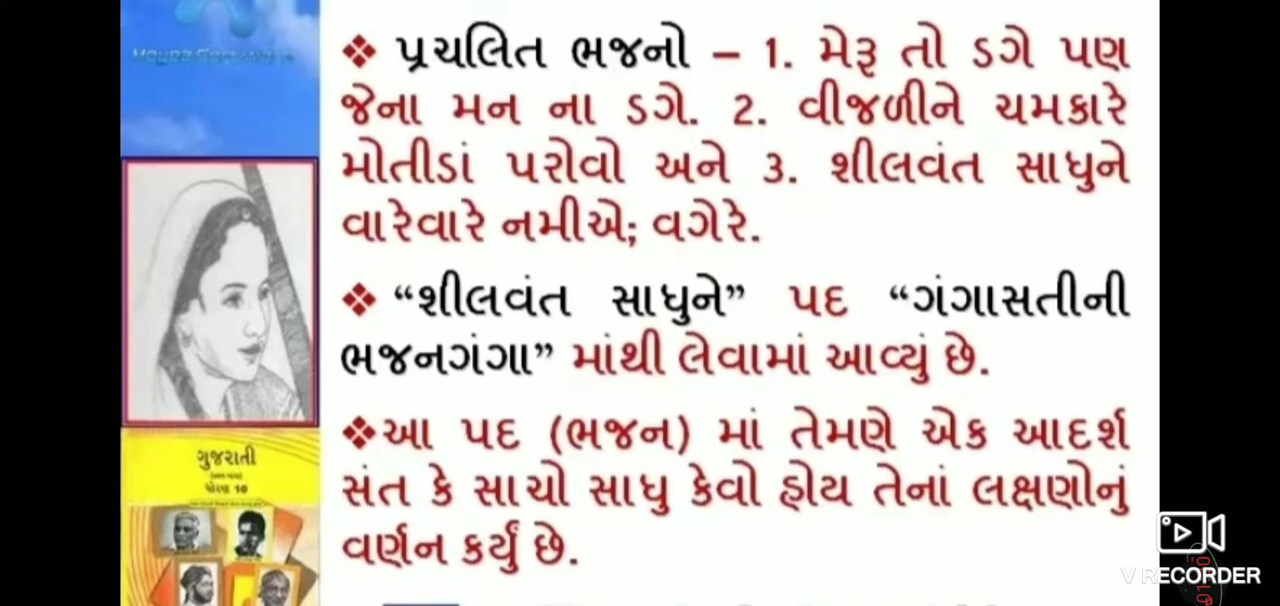 ❖ પ્રચલિત ભજનો – 1. મેરૂ તો ડગે પણ
જેના મન ના ડગે. 2. વીજળીને ચમકારે
મોતીડાં પરોવો અને 3. શીલવંત સાધુને
વારેવારે નમીએ; વગેરે.
❖ “શીલવંત સાધુને” પદ “ગંગાસતીની
ભજનગંગા” માંથી લેવામાં આવ્યું છે.
❖આ પદ (ભજન) માં તેમણે એક આદર્શ
સંત કે સાચો સાધુ કેવો હોય તેનાં લક્ષણોનું
વર્ણન કર્યું છે.
ગુજરાતી
ધોરણ 10
V RECORDER